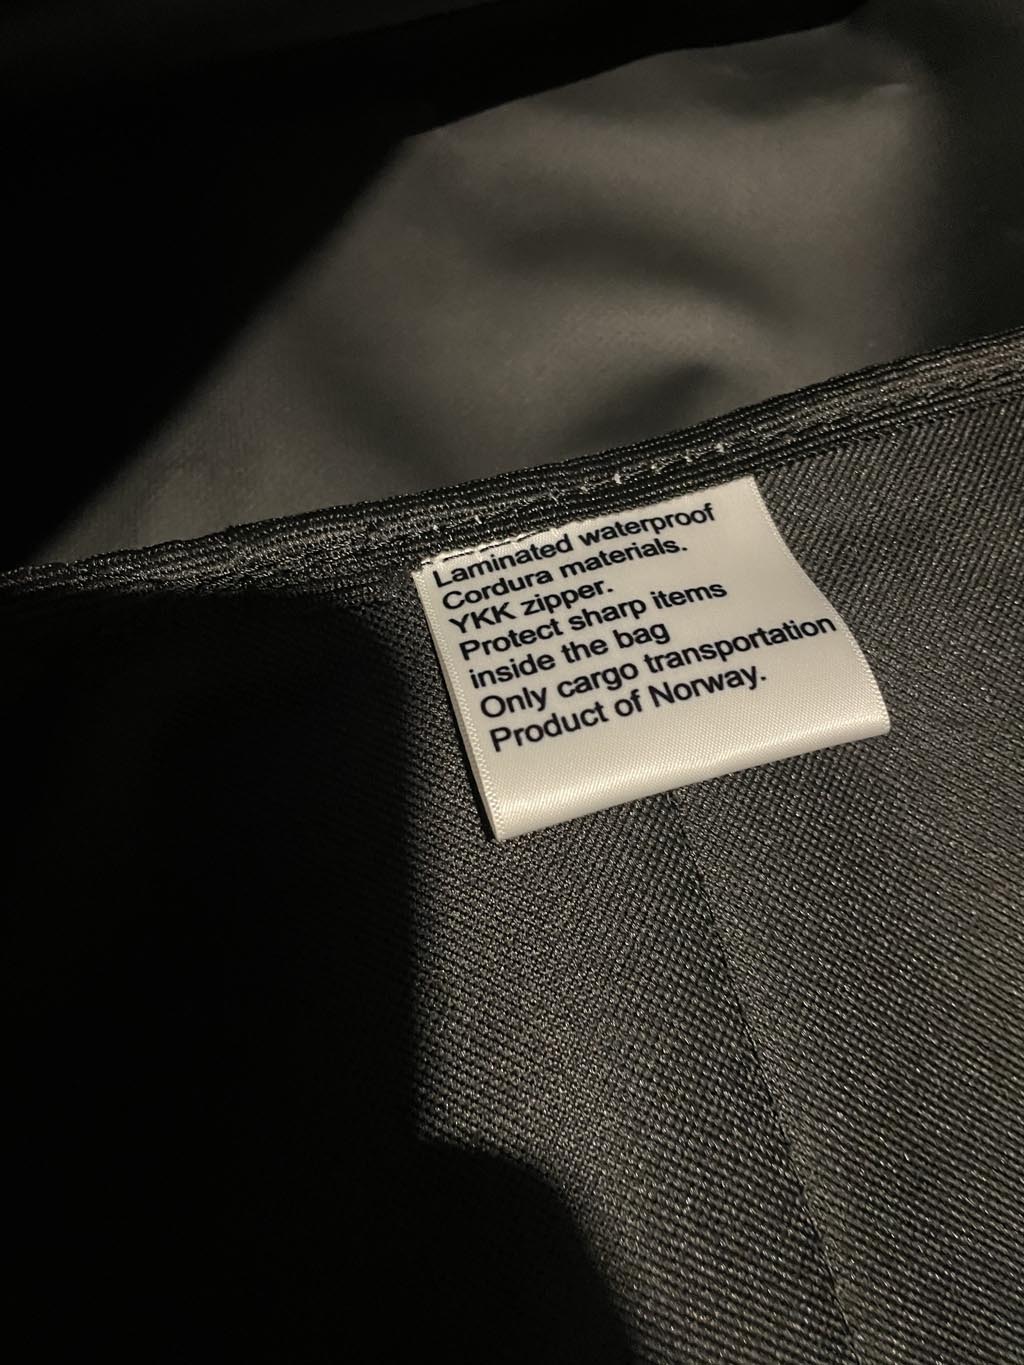 Laminated waterproof
Cordura materials.
YKK zipper.
Protect sharp items
inside the bag
Only cargo transportation
Product of Norway.